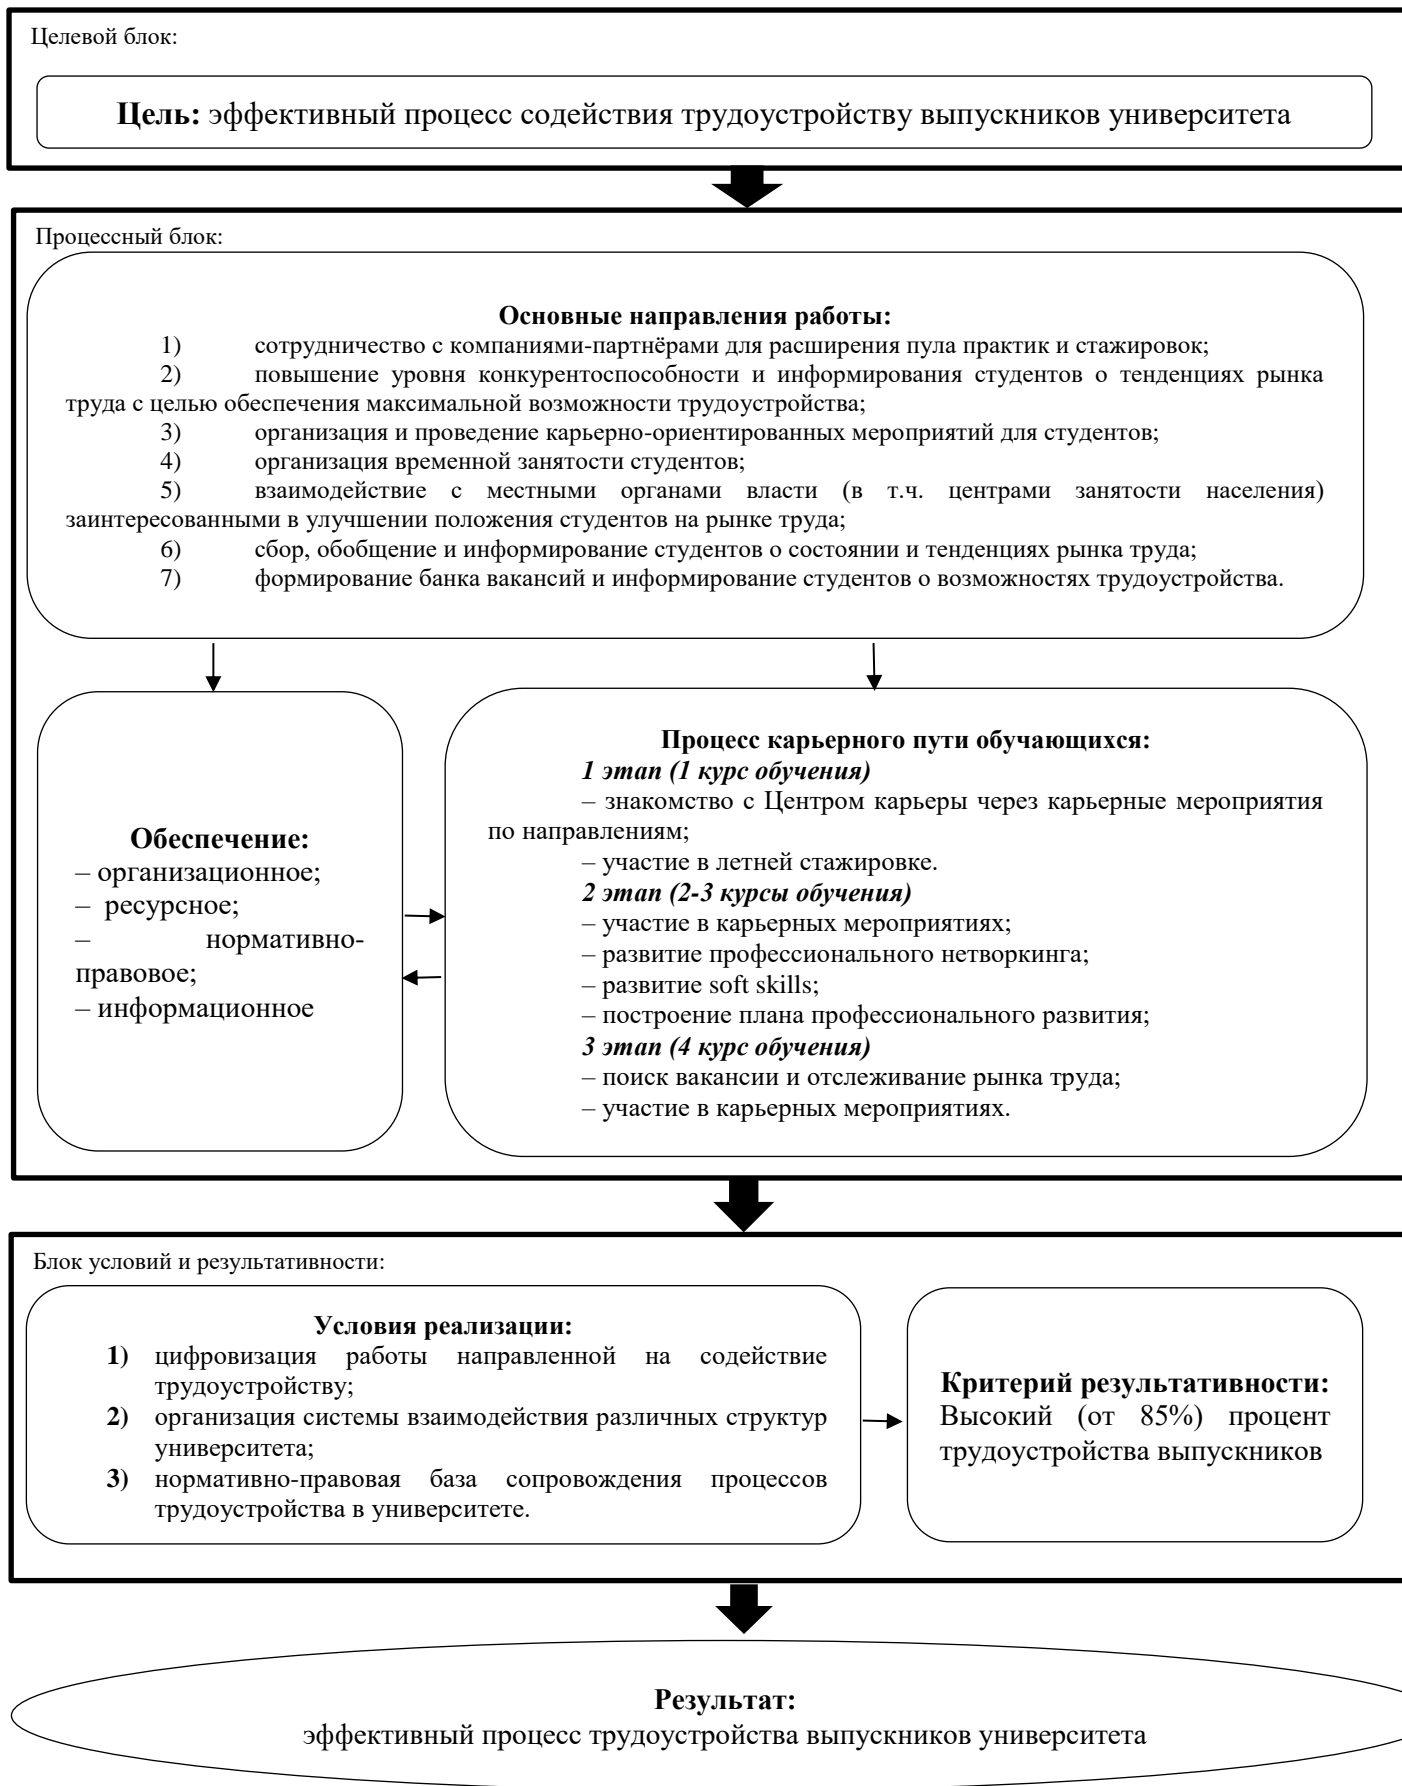 Целевой блок:
Цель: эффективный процесс содействия трудоустройству выпускников университета
Процессный блок:
Основные направления работы:
1) сотрудничество с компаниями-партнёрами для расширения пула практик и стажировок;
2) повышение уровня конкурентоспособности и информирования студентов о тенденциях рынка
труда с целью обеспечения максимальной возможности трудоустройства;
3) организация и проведение карьерно-ориентированных мероприятий для студентов;
4) организация временной занятости студентов;
5) взаимодействие с местными органами власти (в т.ч. центрами занятости населения)
заинтересованными в улучшении положения студентов на рынке труда;
6) сбор, обобщение и информирование студентов о состоянии и тенденциях рынка труда;
7) формирование банка вакансий и информирование студентов о возможностях трудоустройства.
Обеспечение:
– организационное;
– ресурсное;
– нормативно-
правовое;
– информационное
Процесс карьерного пути обучающихся:
1 этап (1 курс обучения)
– знакомство с Центром карьеры через карьерные мероприятия
по направлениям;
– участие в летней стажировке.
2 этап (2-3 курсы обучения)
– участие в карьерных мероприятиях;
– развитие профессионального нетворкинга;
– развитие soft skills;
– построение плана профессионального развития;
3 этап (4 курс обучения)
– поиск вакансии и отслеживание рынка труда;
– участие в карьерных мероприятиях.
Блок условий и результативности:
Условия реализации:
1) цифровизация работы направленной на содействие
трудоустройству;
2) организация системы взаимодействия различных структур
университета;
3) нормативно-правовая база сопровождения процессов
трудоустройства в университете.
Критерий результативности:
Высокий (от 85%) процент
трудоустройства выпускников
Результат:
эффективный процесс трудоустройства выпускников университета